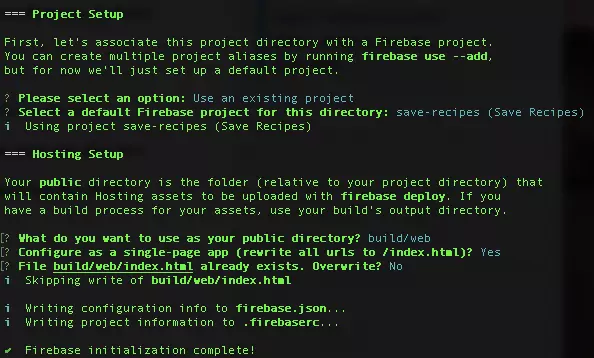 === Project Setup
First, let's associate this project directory with a Firebase project.
You can create multiple project aliases by running firebase use --add,
but for now we'll just set up a default project.
? Please select an option: Use an existing project
? Select a default Firebase project for this directory: save-recipes (Save Recipes)
i  Using project save-recipes (Save Recipes)
=== Hosting Setup
Your public directory is the folder (relative to your project directory) that
will contain Hosting assets to be uploaded with firebase deploy. If you
have a build process for your assets, use your build's output directory.
[? What do you want to use as your public directory? build/web
[? Configure as a single-page app (rewrite all urls to /index.html)? Yes
[? File build/web/index.html already exists. Overwrite? No
i  Skipping write of build/web/index.html
i  Writing configuration info to firebase.json...
i  Writing project information to .firebaserc...
✔  Firebase initialization complete!